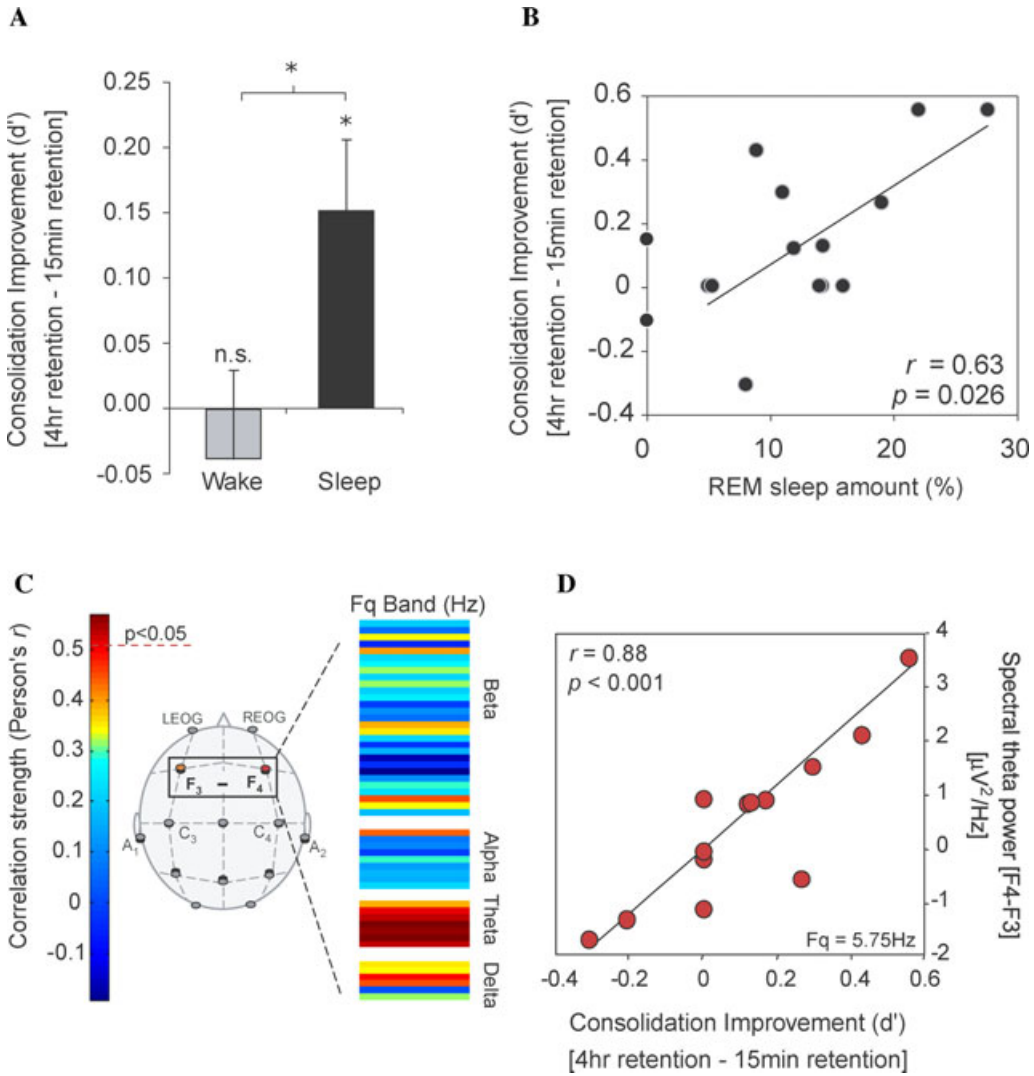 A
Consolidation Improvement (d')
[4hr retention - 15min retention]
0.25
0.20
0.15
0.10
0.05
0.00
-0.05
*
*
n.s.
Wake
Sleep
B
Consolidation Improvement (d')
[4hr retention - 15min retention]
0.6
0.4
0.2
0
-0.2
-0.4
r = 0.63
p = 0.026
0
10
20
30
REM sleep amount (%)
C
Correlation strength (Person's r)
0.5
0.4
0.3
0.2
0.1
0
-0.1
p<0.05
LEOG
REOG
F3 - F4
C3
C4
A1
A2
Fq Band (Hz)
Beta
Alpha
Theta
Delta
D
r = 0.88
p < 0.001
4
3
2
1
0
-1
-2
Spectral theta power [F4-F3]
[μV²/Hz]
Fq = 5.75Hz
-0.4
-0.2
0
0.2
0.4
0.6
Consolidation Improvement (d')
[4hr retention - 15min retention]